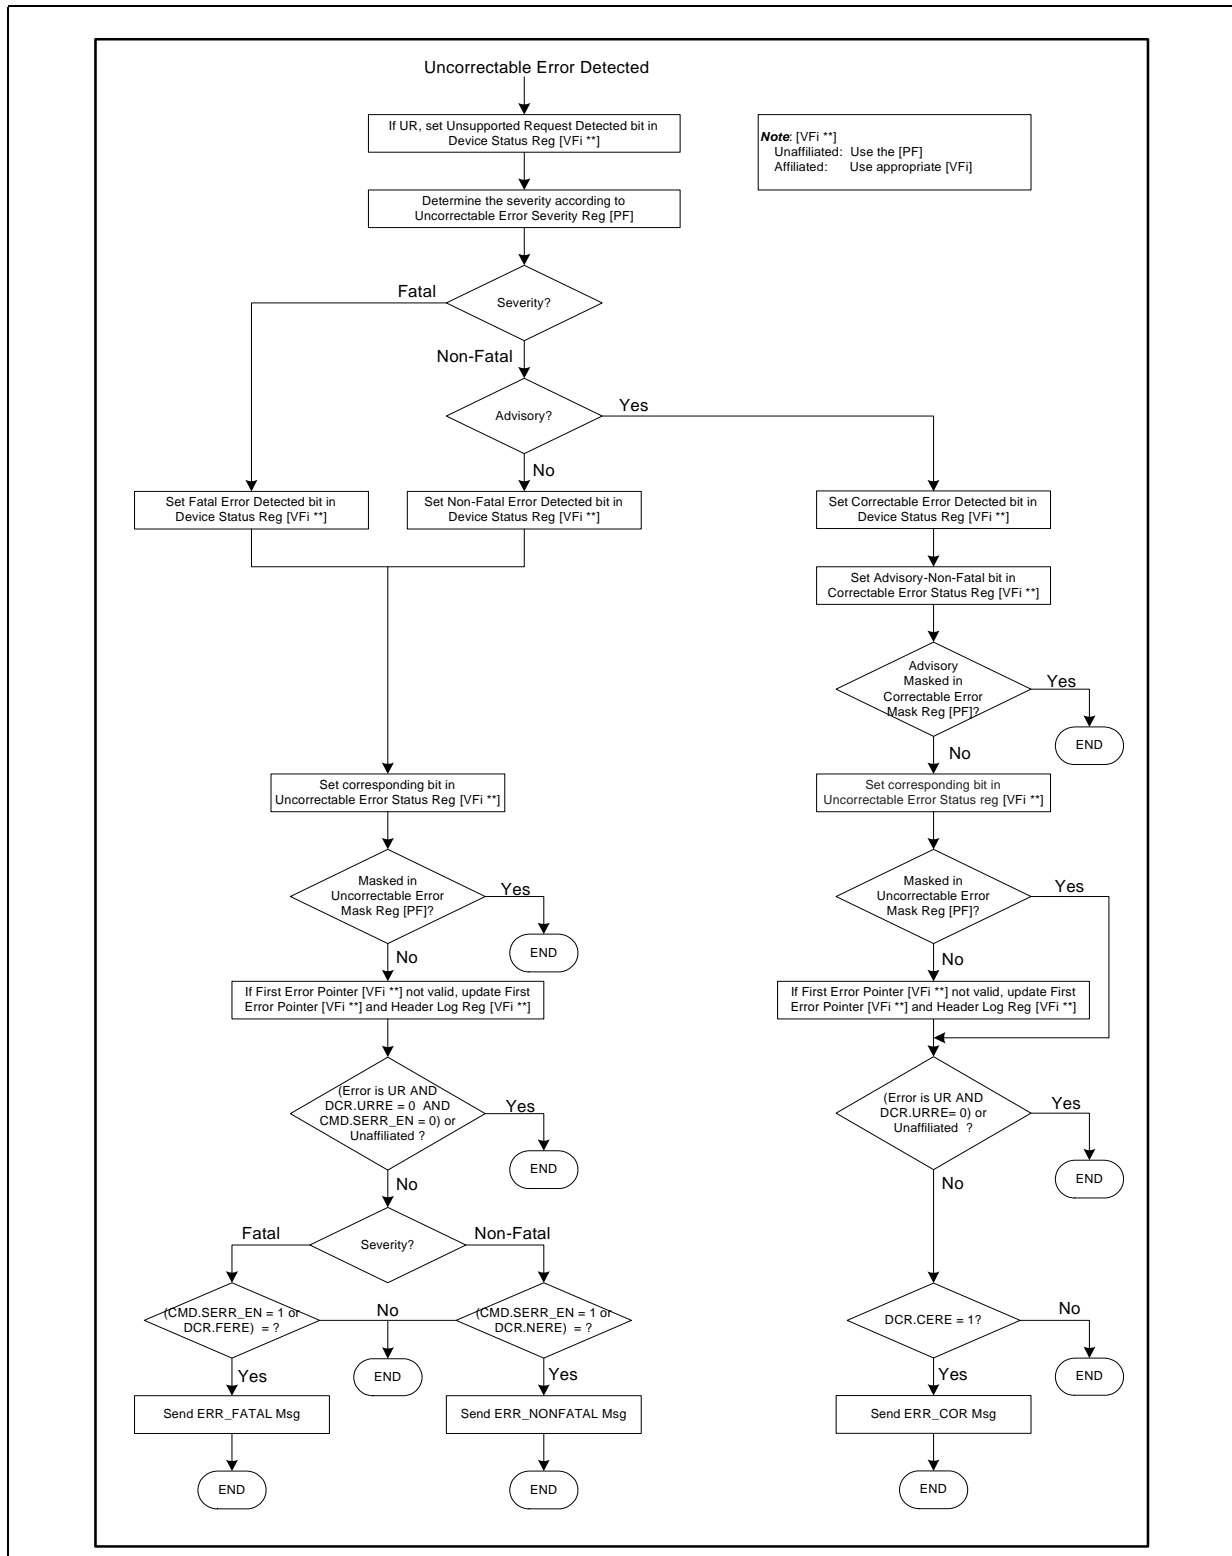 Uncorrectable Error Detected
If UR, set Unsupported Request Detected bit in
Device Status Reg [VFi **]
Note: [VFi **]
Unaffiliated: Use the [PF]
Affiliated: Use appropriate [VFi]
Determine the severity according to
Uncorrectable Error Severity Reg [PF]
Fatal
Severity?
Non-Fatal
Advisory?
Yes
No
Set Fatal Error Detected bit in
Device Status Reg [VFi **]
Set Non-Fatal Error Detected bit in
Device Status Reg [VFi **]
Set Correctable Error Detected bit in
Device Status Reg [VFi **]
Set Advisory-Non-Fatal bit in
Correctable Error Status Reg [VFi **]
Advisory
Masked in
Correctable Error
Mask Reg [PF]?
Yes
END
No
Set corresponding bit in
Uncorrectable Error Status Reg [VFi **]
Set corresponding bit in
Uncorrectable Error Status reg [VFi **]
Masked in
Uncorrectable Error
Mask Reg [PF]?
Yes
END
No
Masked in
Uncorrectable Error
Mask Reg [PF]?
Yes
No
If First Error Pointer [VFi **] not valid, update First
Error Pointer [VFi **] and Header Log Reg [VFi **]
If First Error Pointer [VFi **] not valid, update First
Error Pointer [VFi **] and Header Log Reg [VFi **]
(Error is UR AND
DCR.URRE = 0 AND
CMD.SERR_EN = 0) or
Unaffiliated ?
Yes
END
No
(Error is UR AND
DCR.URRE= 0) or
Unaffiliated ?
Yes
END
No
Fatal
Severity?
Non-Fatal
(CMD.SERR_EN = 1 or
DCR.FERE) = ?
No
(CMD.SERR_EN = 1 or
DCR.NERE) = ?
END
DCR.CERE = 1?
No
END
Yes
Yes
Yes
Send ERR_FATAL Msg
Send ERR_NONFATAL Msg
Send ERR_COR Msg
END
END
END